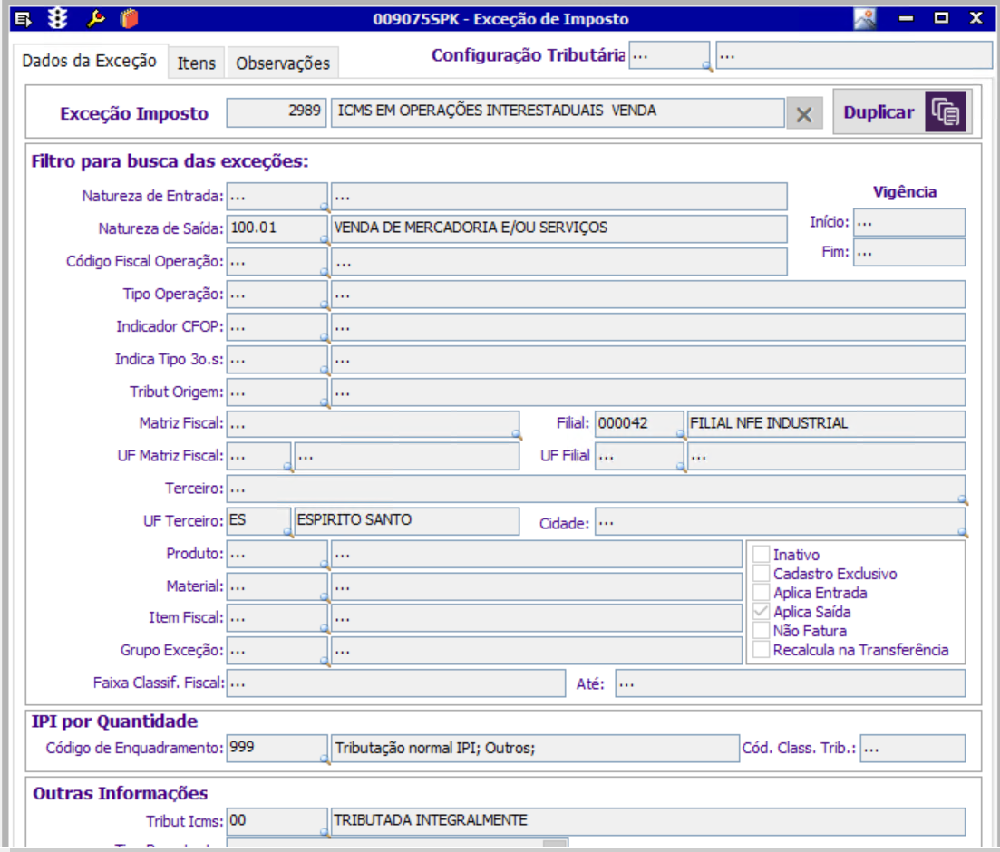 009075SPK - Exceção de Imposto
Dados da Exceção Itens Observações Configuração Tributária ... ...
Exceção Imposto 2989 ICMS EM OPERAÇÕES INTERESTADUAIS VENDA Duplicar
Filtro para busca das exceções:
Natureza de Entrada: ... ... Vigência
Natureza de Saída: 100.01 VENDA DE MERCADORIA E/OU SERVIÇOS Início: ...
Código Fiscal Operação: ... ... Fim: ...
Tipo Operação: ... ...
Indicador CFOP: ... ...
Indica Tipo 3o.s: ... ...
Tribut Origem: ... ...
Matriz Fiscal: ... Filial: 000042 FILIAL NFE INDUSTRIAL
UF Matriz Fiscal: ... ... UF Filial ... ...
Terceiro: ...
UF Terceiro: ES ESPIRITO SANTO Cidade: ...
Produto: ... ... Inativo
Cadastro Exclusivo
Material: ... ... Aplica Entrada
Item Fiscal: ... ... Aplica Saída
Não Fatura
Grupo Exceção: ... ... Recalcula na Transferência
Faixa Classif. Fiscal: ... Até: ...
IPI por Quantidade
Código de Enquadramento: 999 Tributação normal IPI; Outros; Cód. Class. Trib.: ...
Outras Informações
Tribut Icms: 00 TRIBUTADA INTEGRALMENTE